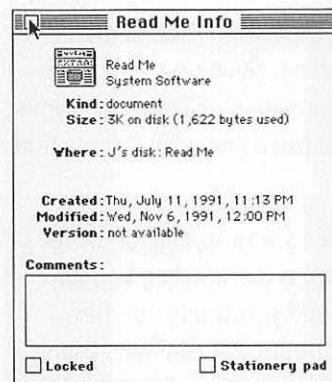 Read Me Info
EXTRA!
Read Me
System Software
Kind: document
Size: 3K on disk (1,622 bytes used)
Where: J's disk: Read Me
Created: Thu, July 11, 1991, 11:13 PM
Modified: Wed, Nov 6, 1991, 12:00 PM
Version: not available
Comments:
Locked
Stationery pad